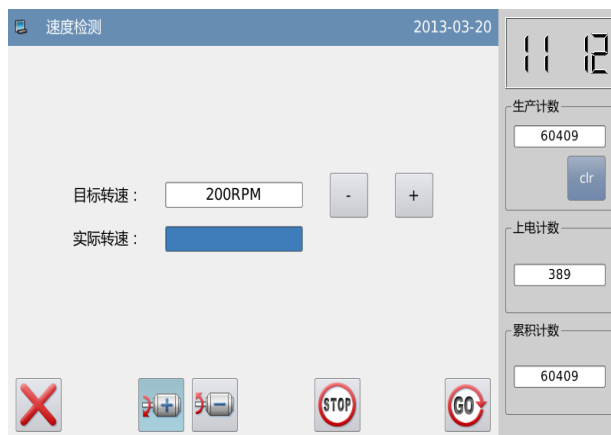 速度检测 2013-03-20
11 12
生产计数
60409
clr
目标转速： 200RPM - +
实际转速：
上电计数
389
累积计数
60409
STOP
GO